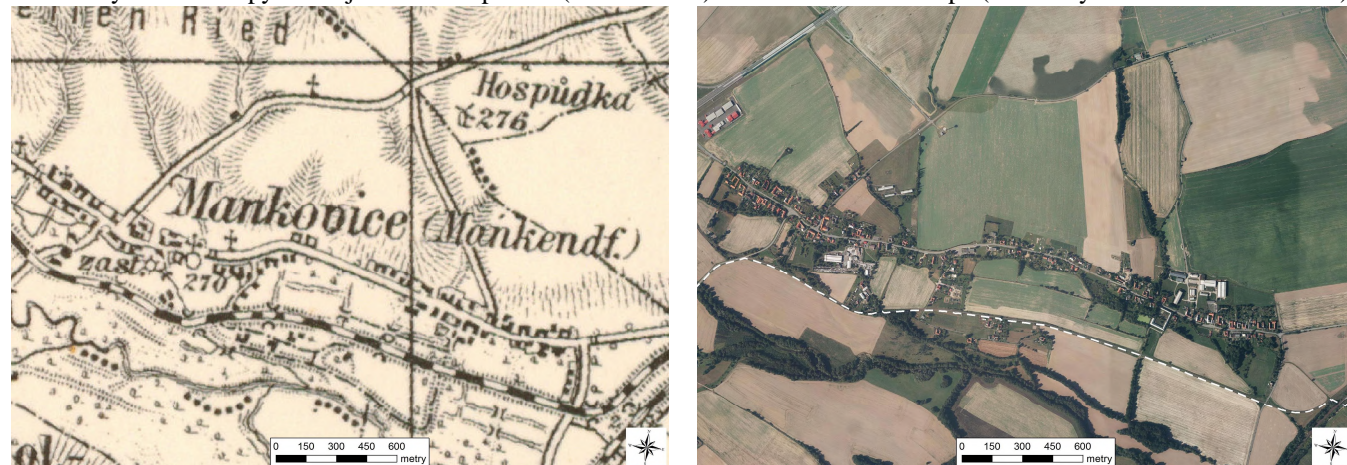 en Ried
Hospůdka
276
Mankovice (Mankendf.)
zast.
270
0 150 300 450 600
metry
0 150 300 450 600
metry